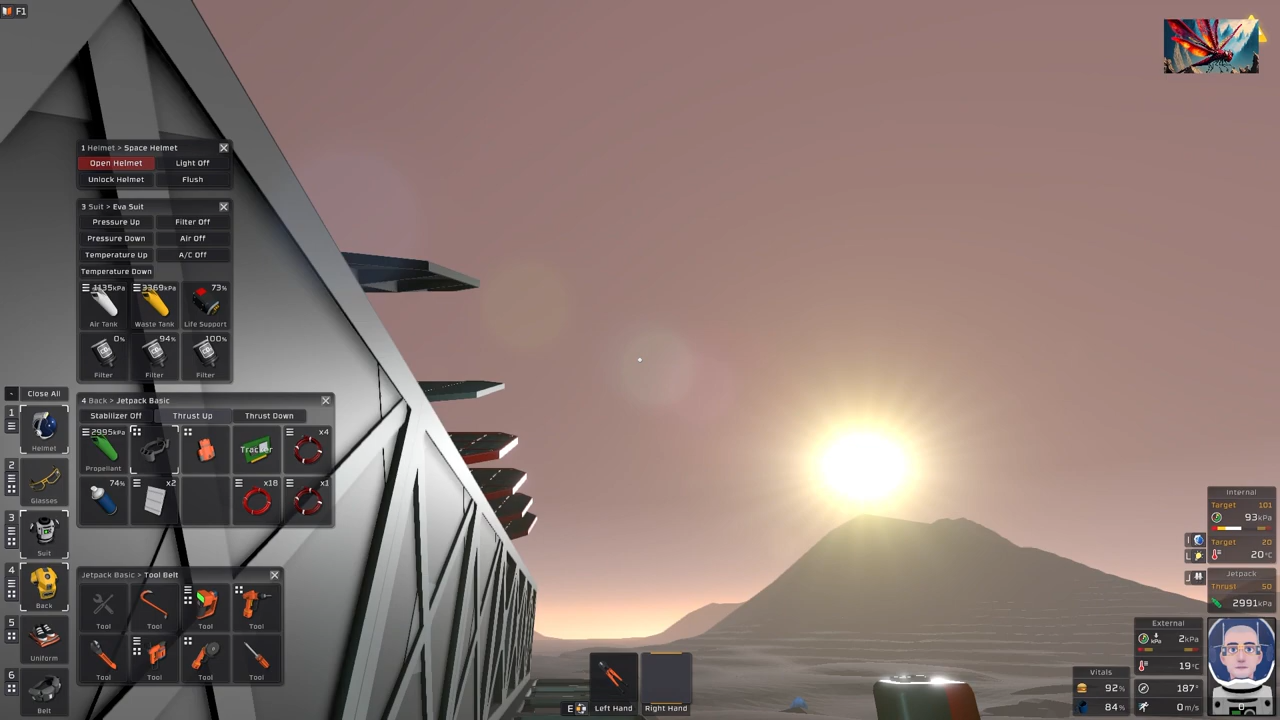 F1
1 Helmet > Space Helmet
Open Helmet Light Off
Unlock Helmet Flush
3 Suit > Eva Suit
Pressure Up Filter Off
Pressure Down Air Off
Temperature Up A/C Off
Temperature Down
1135kPa 3369kPa 73%
Air Tank Waste Tank Life Support
0% 94% 100%
Filter Filter Filter
- Close All
4 Back > Jetpack Basic
Stabilizer Off Thrust Up Thrust Down
2995kPa x4
Tracker
Propellant
74% x2 x18 x1
1 Helmet
2 Glasses
3 Suit
4 Back
5 Uniform
6 Belt
Jetpack Basic > Tool Belt
Tool Tool Tool Tool
Tool Tool Tool Tool
E Left Hand Right Hand
Internal
Target 101
93kPa
Target 20
20°C
I
L
J
Jetpack
Thrust 50
2991kPa
External
kPa 2kPa
19°C
187°
0m/s
Vitals
92%
84%
0